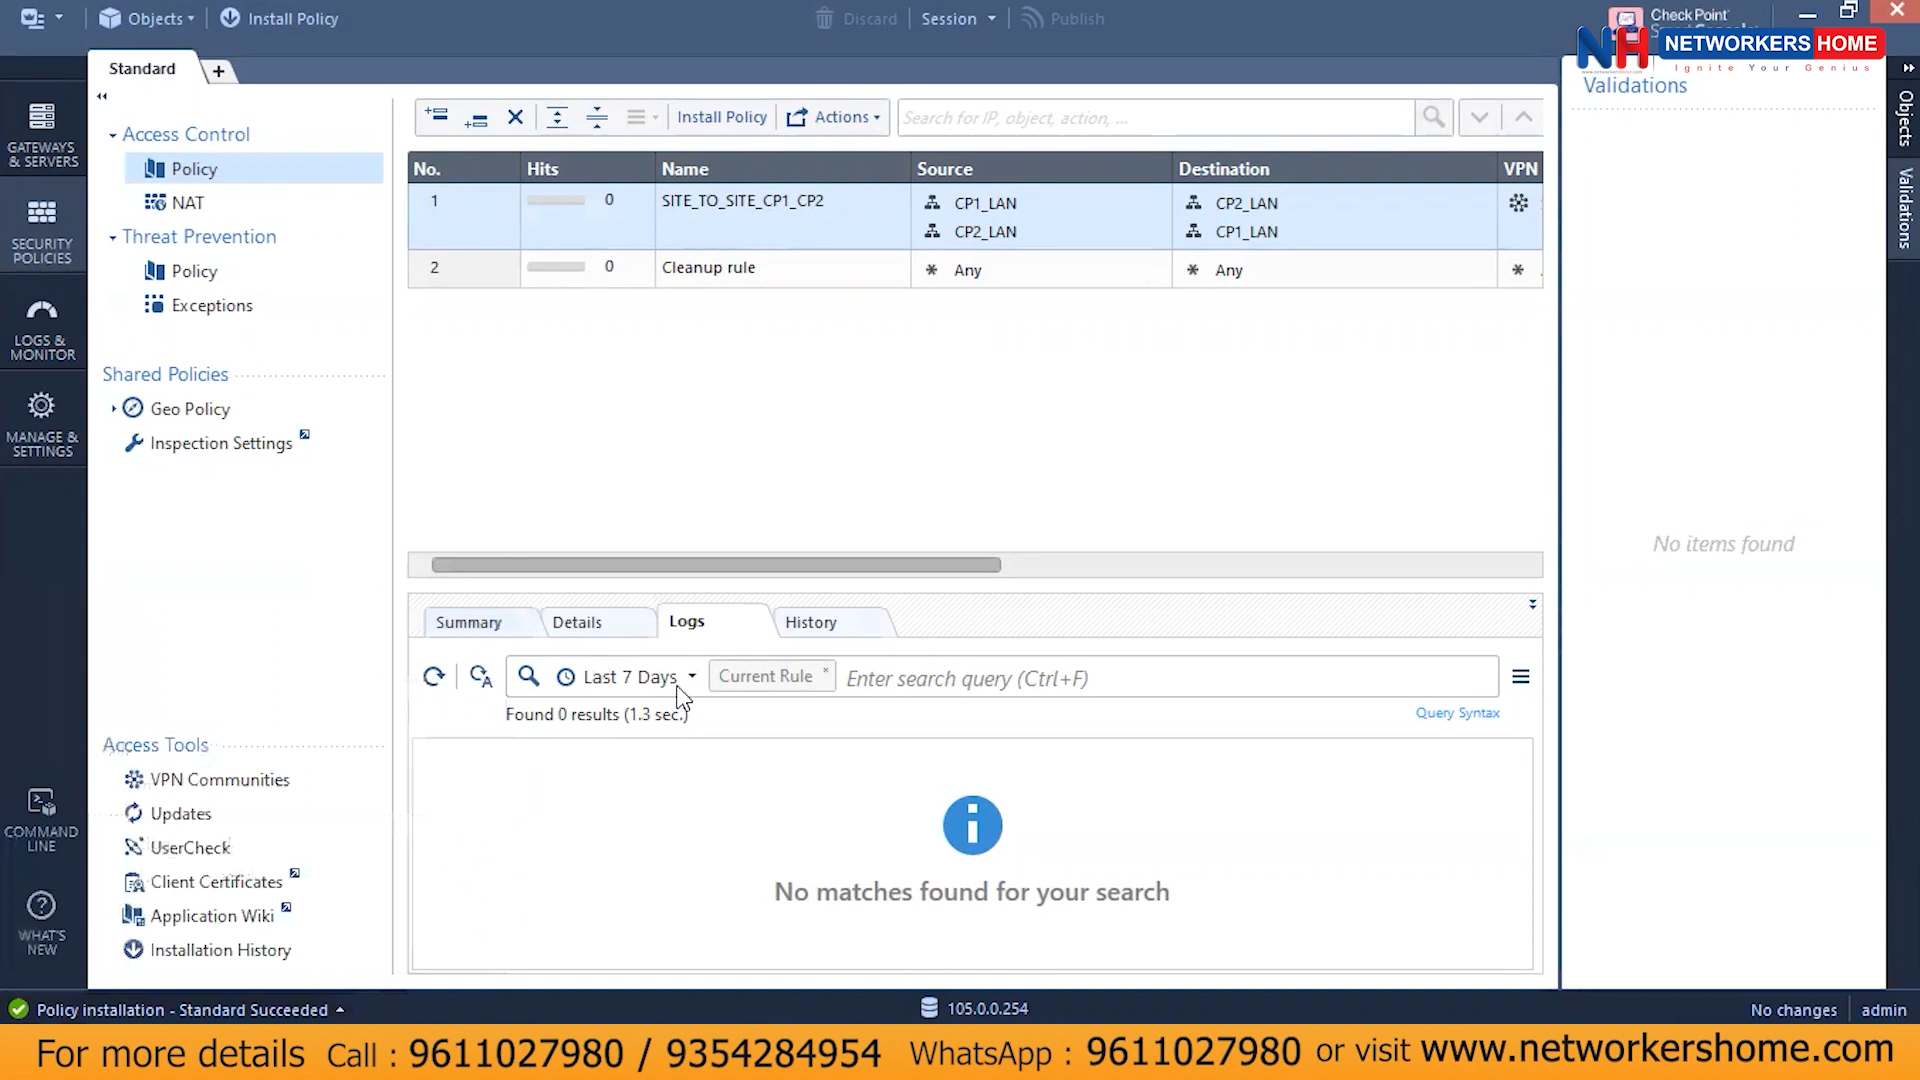 Objects
Install Policy
Discard
Session
Publish
Check Point
NH NETWORKERS HOME
Ignite Your Genius
Standard
+
GATEWAYS
& SERVERS
SECURITY
POLICIES
LOGS &
MONITOR
MANAGE &
SETTINGS
COMMAND
LINE
WHAT'S
NEW
Access Control
Policy
NAT
Threat Prevention
Policy
Exceptions
Shared Policies
Geo Policy
Inspection Settings
Access Tools
VPN Communities
Updates
UserCheck
Client Certificates
Application Wiki
Installation History
Install Policy
Actions
Search for IP, object, action, ...
No. Hits Name Source Destination VPN
1 0 SITE_TO_SITE_CP1_CP2 CP1_LAN CP2_LAN
CP2_LAN CP1_LAN
2 0 Cleanup rule * Any * Any *
Summary Details Logs History
Last 7 Days Current Rule Enter search query (Ctrl+F)
Found 0 results (1.3 sec.)
Query Syntax
No matches found for your search
Validations
No items found
Objects
Validations
Policy installation - Standard Succeeded
105.0.0.254
No changes
admin
For more details Call : 9611027980 / 9354284954 WhatsApp : 9611027980 or visit www.networkershome.com